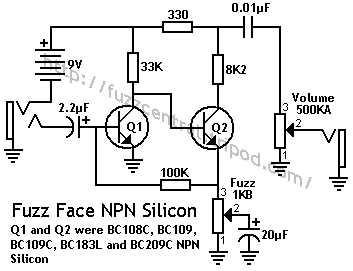 330
0.01µF
9V
33K
8K2
Volume
500KA
3
2
1
2.2µF
Q1
Q2
100K
Fuzz
1KB
3
2
1
20µF
http://fuzzcentral.tripod.com/
Fuzz Face NPN Silicon
Q1 and Q2 were BC108C, BC109,
BC109C, BC183L and BC209C NPN
Silicon